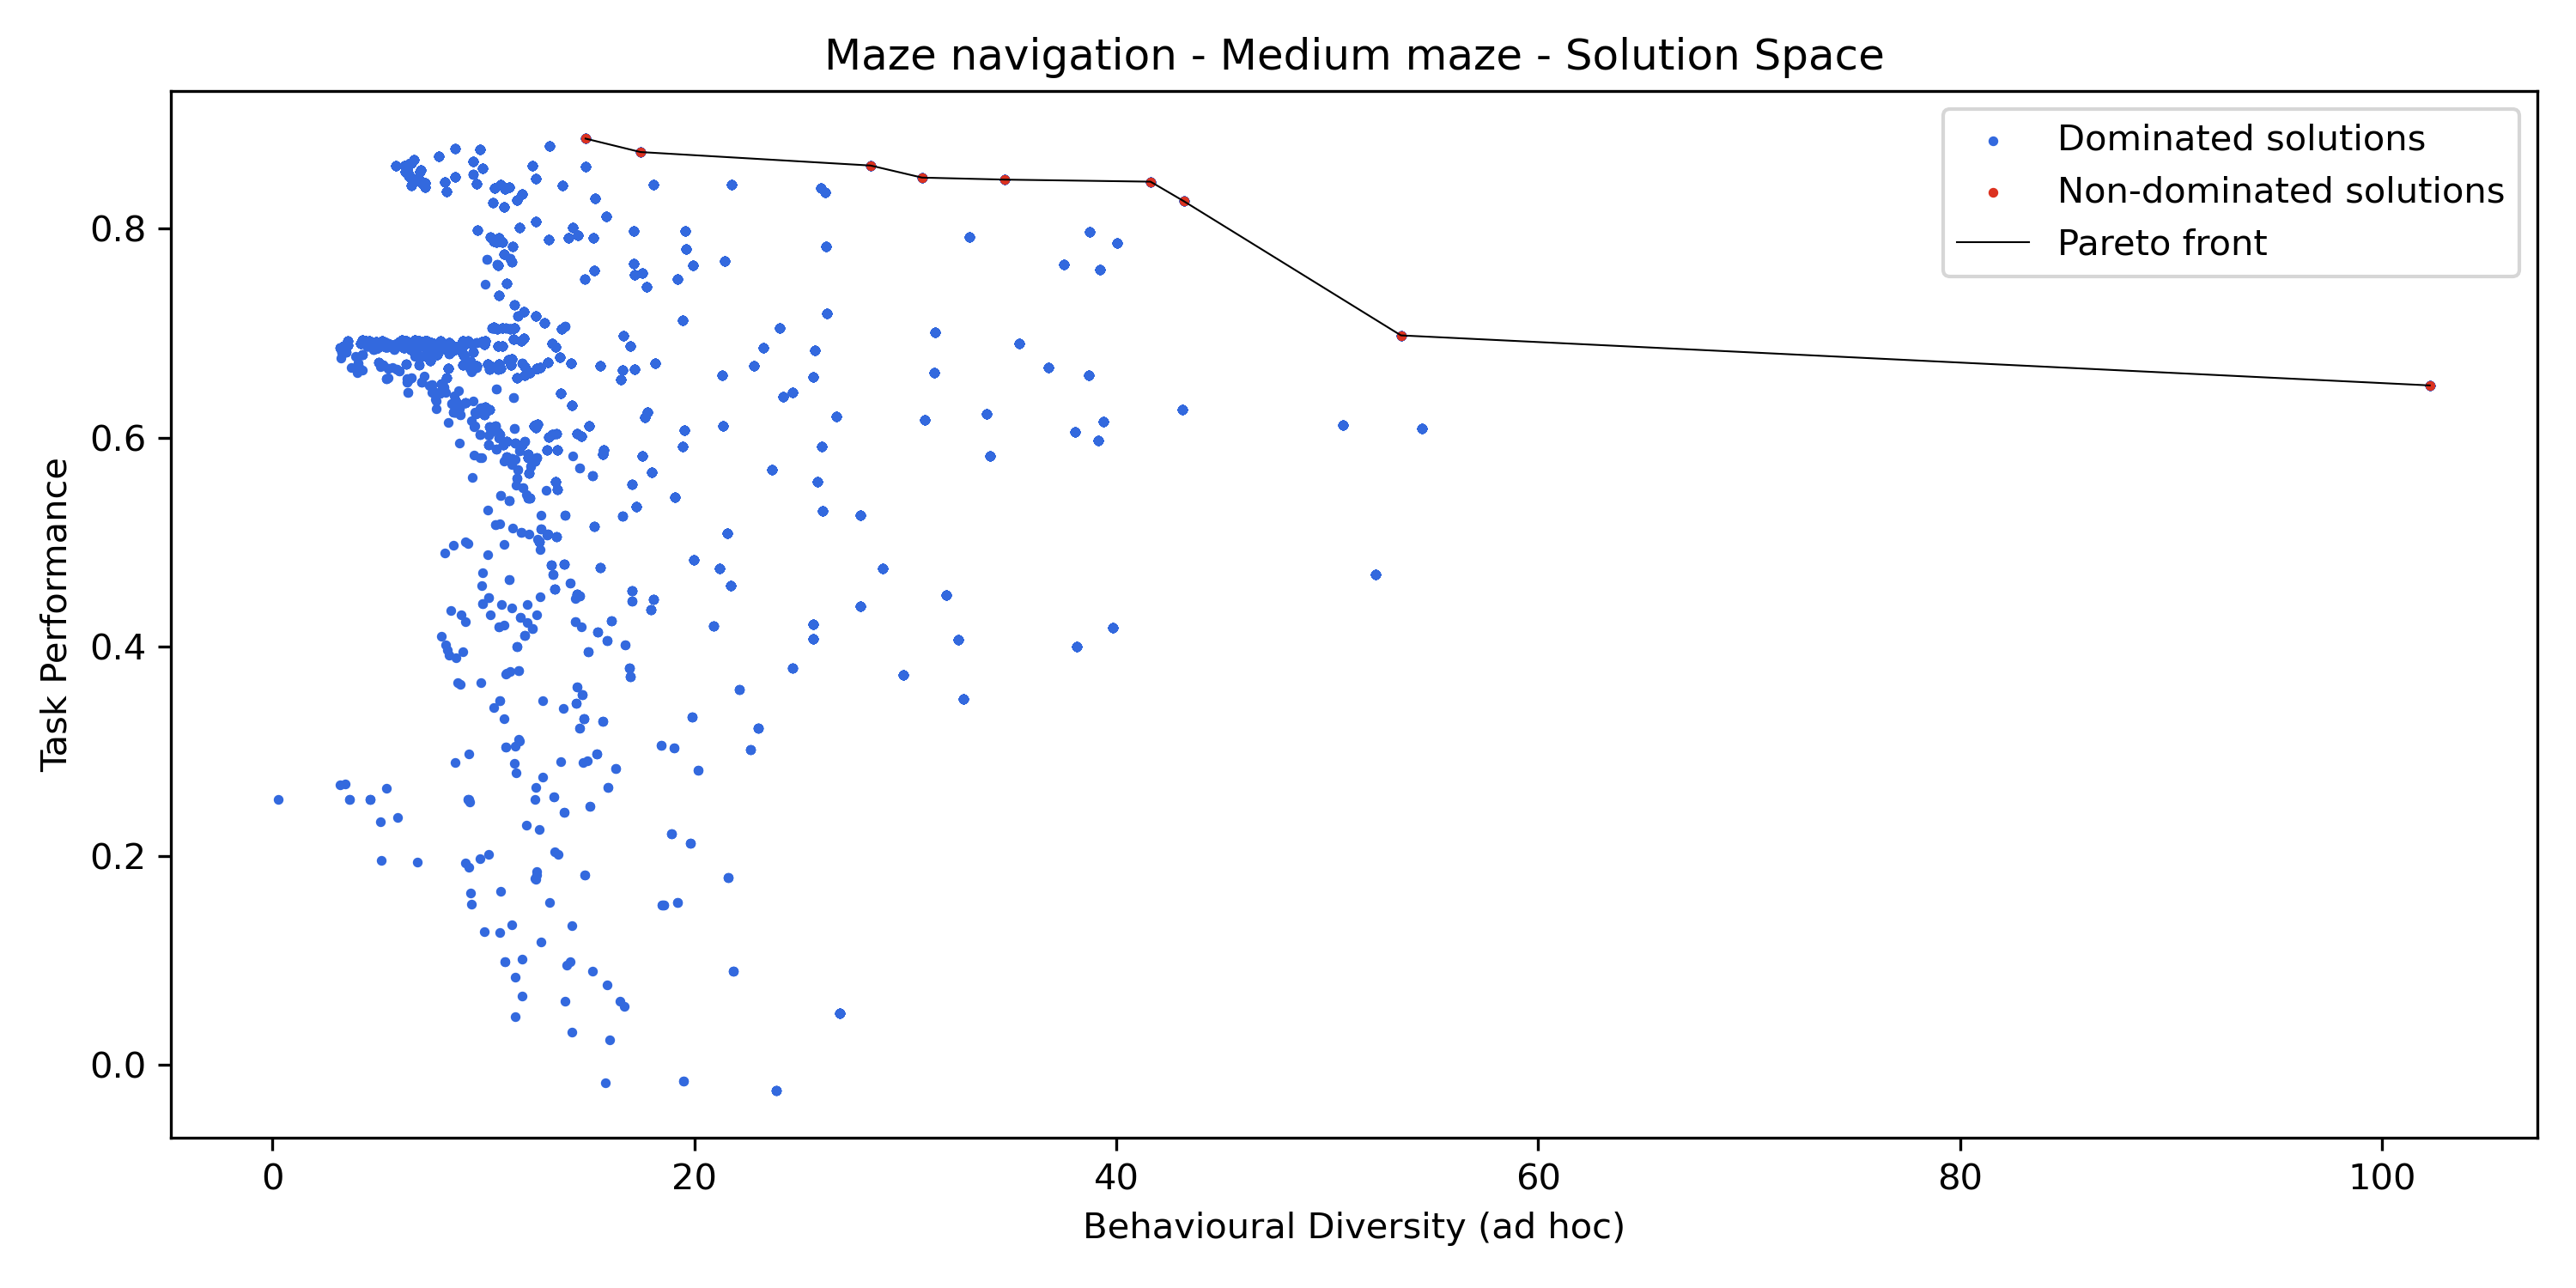 Maze navigation - Medium maze - Solution Space
Dominated solutions
Non-dominated solutions
Pareto front
Task Performance
0.8
0.6
0.4
0.2
0.0
0 20 40 60 80 100
Behavioural Diversity (ad hoc)